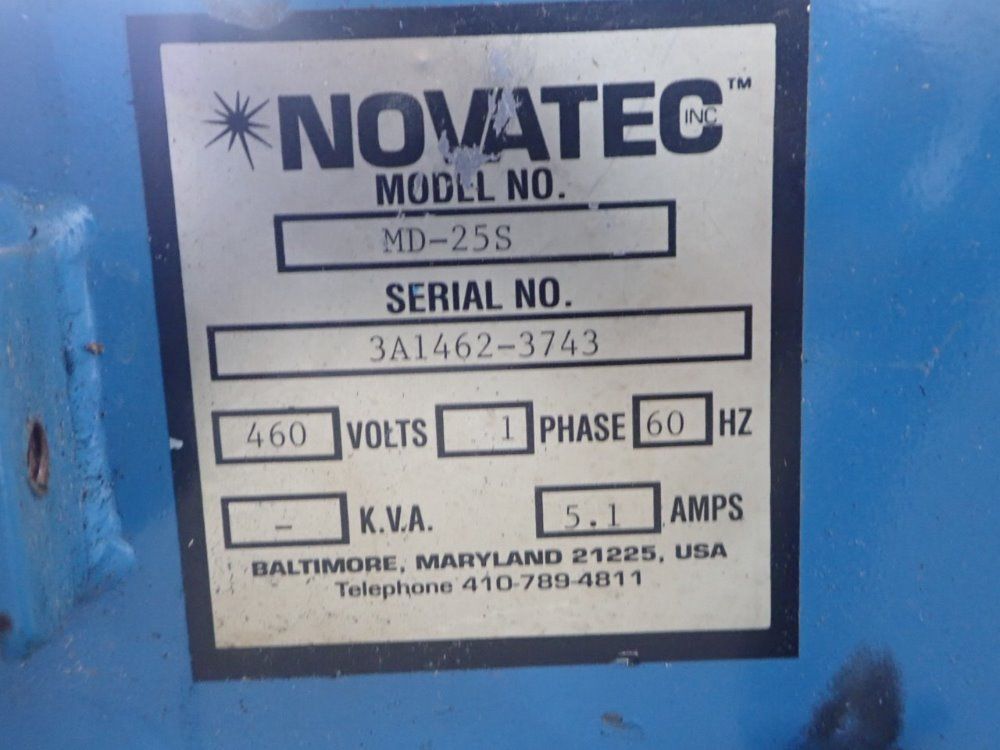 NOVATEC INC ™
MODEL NO.
MD-25S
SERIAL NO.
3A1462-3743
460 VOLTS 1 PHASE 60 HZ
- K.V.A. 5.1 AMPS
BALTIMORE, MARYLAND 21225, USA
Telephone 410-789-4811